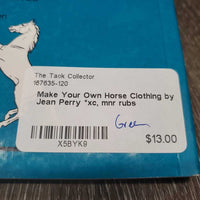 The Tack Collector
167635-120
Make Your Own Horse Clothing by
Jean Perry *xc, mnr rubs
Green
X5BYK9
$13.00